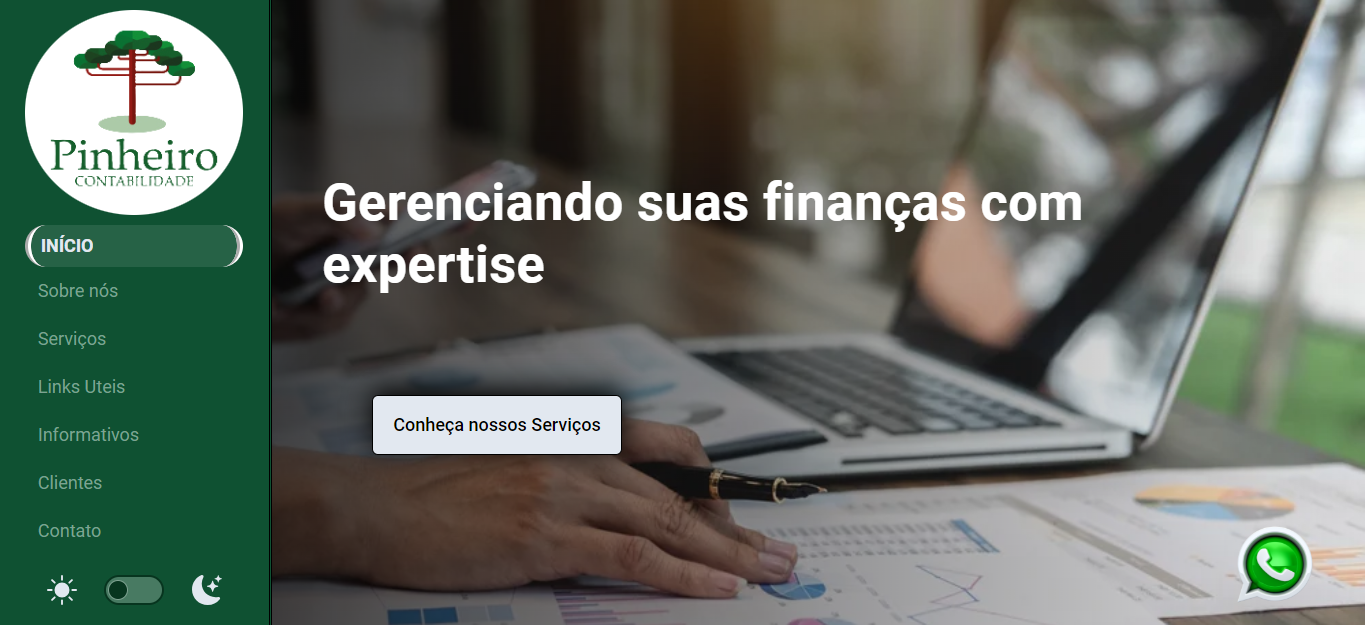 Pinheiro
CONTABILIDADE
INÍCIO
Sobre nós
Serviços
Links Uteis
Informativos
Clientes
Contato
Gerenciando suas finanças com
expertise
Conheça nossos Serviços